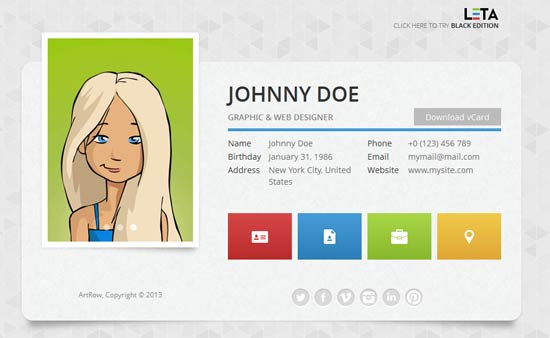 LETA
CLICK HERE TO TRY BLACK EDITION
JOHNNY DOE
GRAPHIC & WEB DESIGNER
Download vCard
Name Johnny Doe
Birthday January 31, 1986
Address New York City, United
States
Phone +0 (123) 456 789
Email mymail@mail.com
Website www.mysite.com
ArtRow, Copyright © 2013